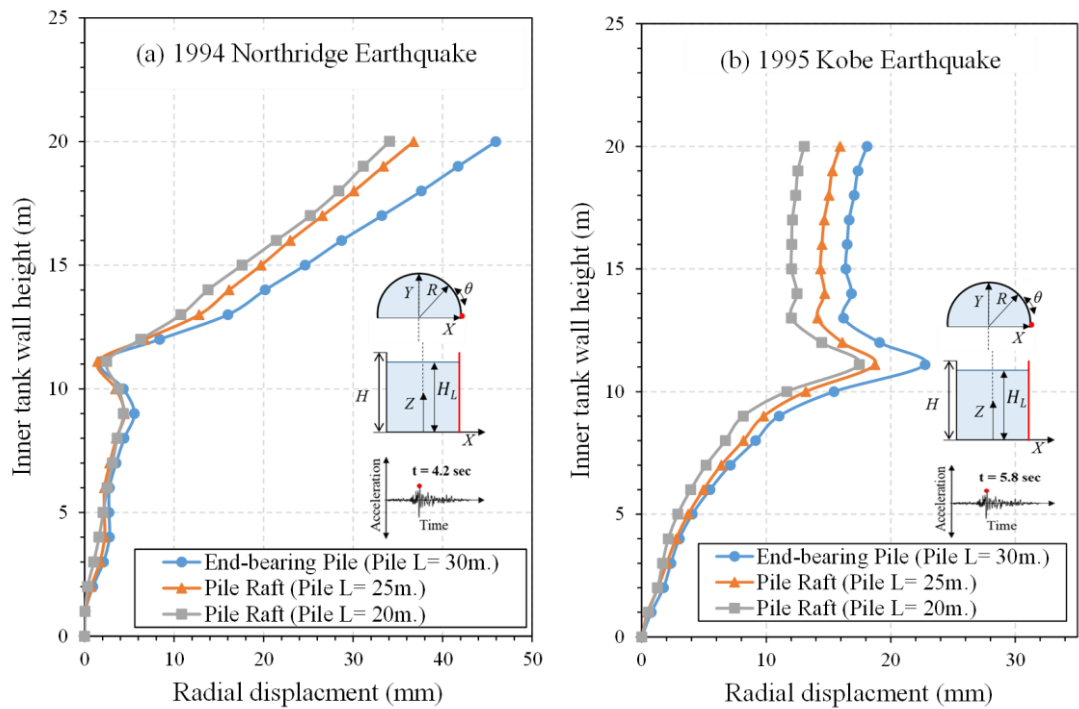 (a) 1994 Northridge Earthquake
Inner tank wall height (m)
25
20
15
10
5
0
Y
R
θ
X
H
H_L
Z
X
t = 4.2 sec
Acceleration
Time
End-bearing Pile (Pile L= 30m.)
Pile Raft (Pile L= 25m.)
Pile Raft (Pile L= 20m.)
0 10 20 30 40 50
Radial displacment (mm)
(b) 1995 Kobe Earthquake
Inner tank wall height (m)
25
20
15
10
5
0
Y
R
θ
X
H
H_L
Z
X
t = 5.8 sec
Acceleration
Time
End-bearing Pile (Pile L= 30m.)
Pile Raft (Pile L= 25m.)
Pile Raft (Pile L= 20m.)
0 10 20 30
Radial displacment (mm)